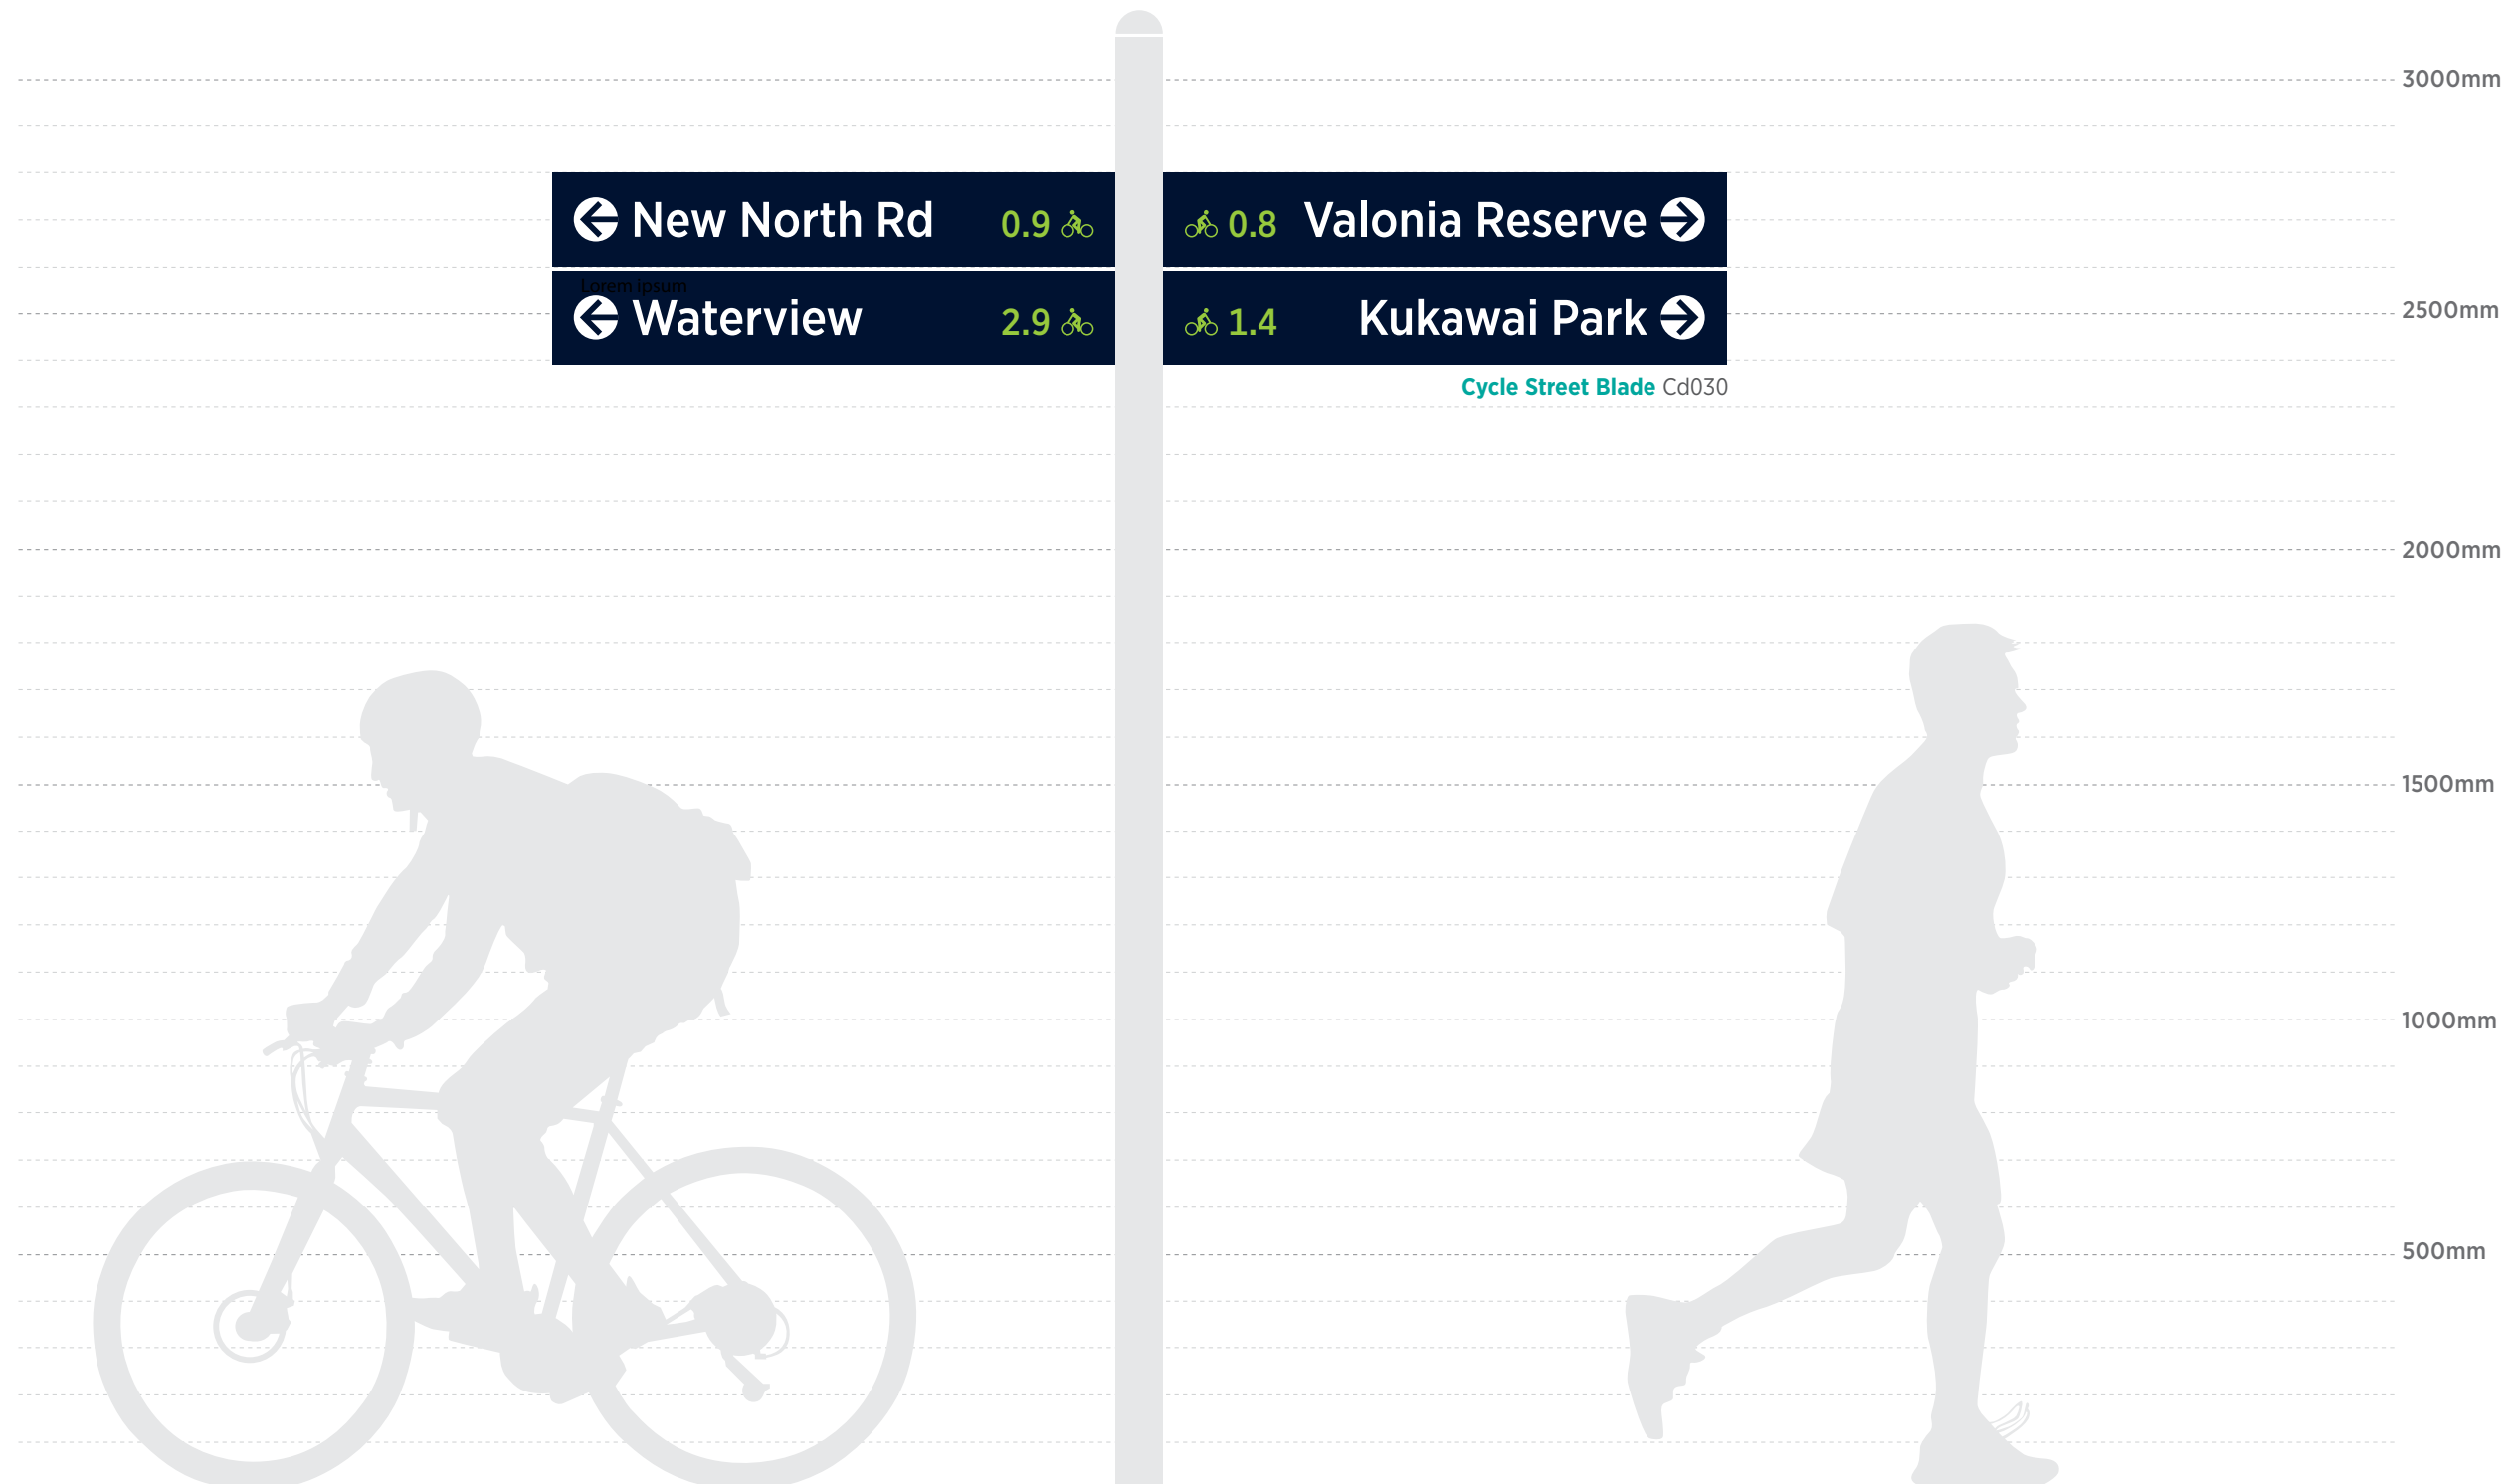 3000mm
New North Rd 0.9
0.8 Valonia Reserve
Lorem ipsum
Waterview 2.9
1.4 Kukawai Park
2500mm
Cycle Street Blade Cd030
2000mm
1500mm
1000mm
500mm